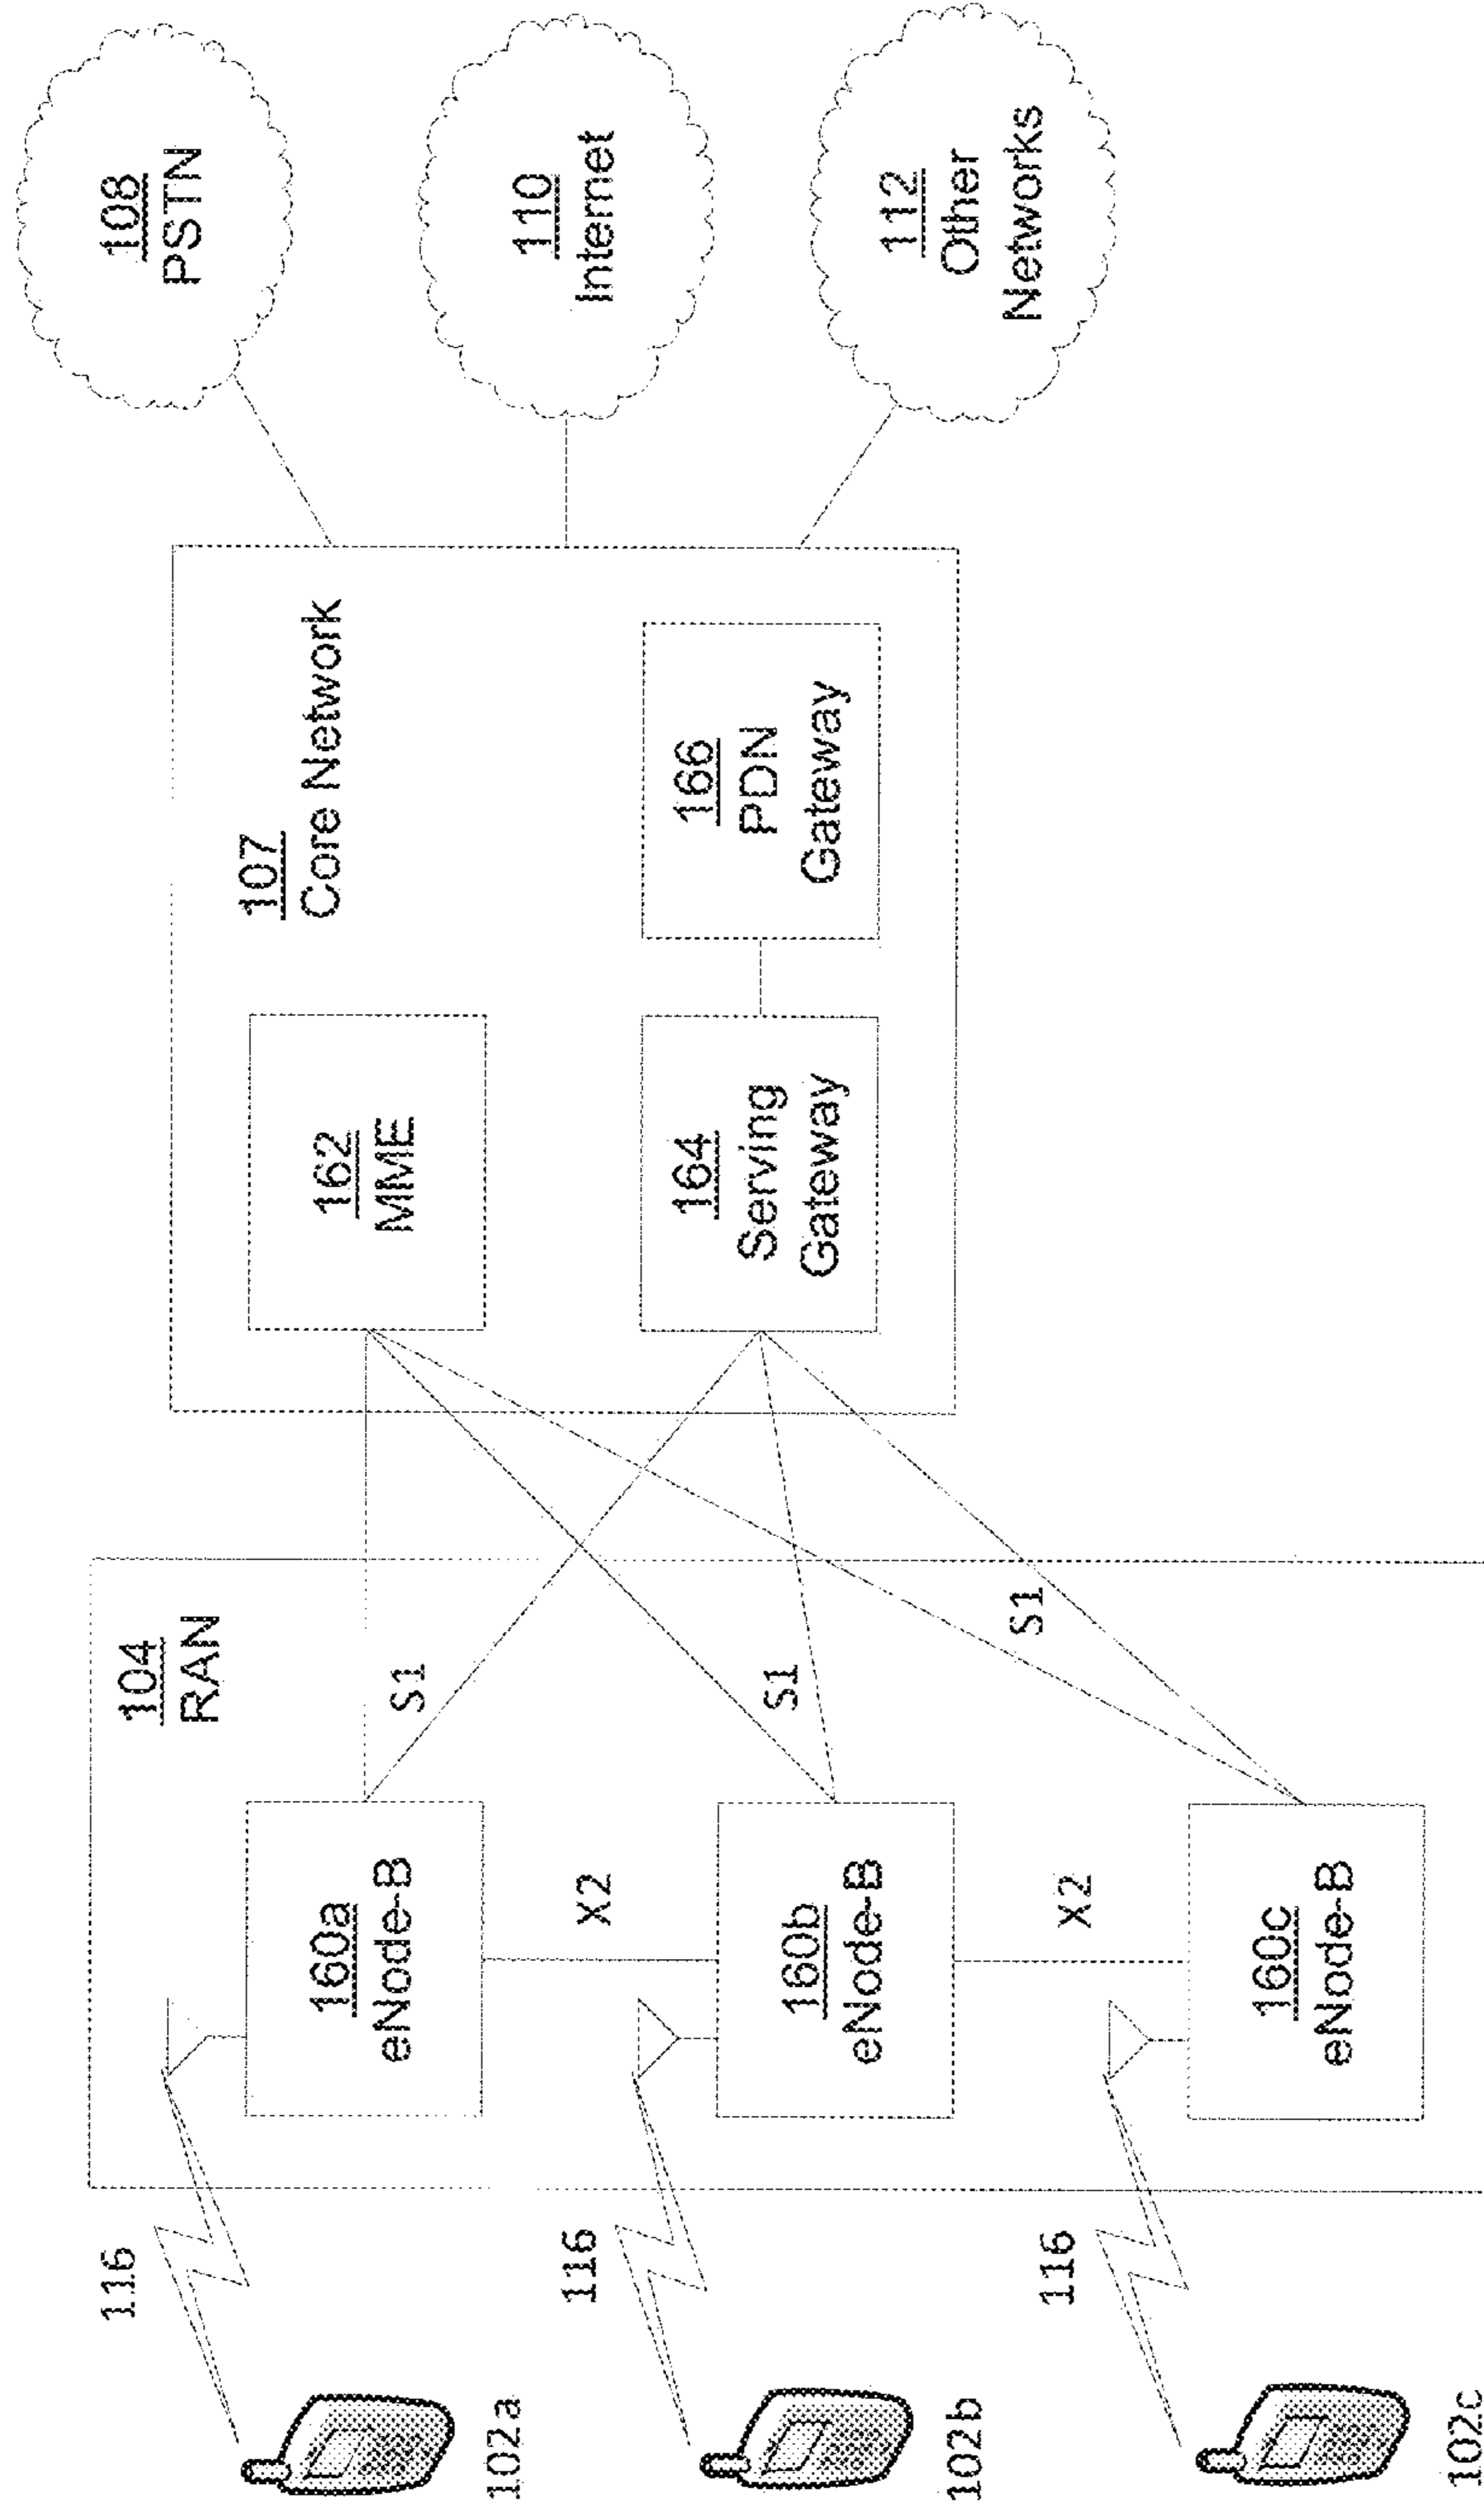 104
RAN
107
Core Network
108
PSTN
116
160a
eNode-B
S1
162
MME
102a
X2
110
Internet
116
160b
eNode-B
S1
164
Serving
Gateway
166
PDN
Gateway
102b
X2
S1
112
Other
Networks
116
160c
eNode-B
102c